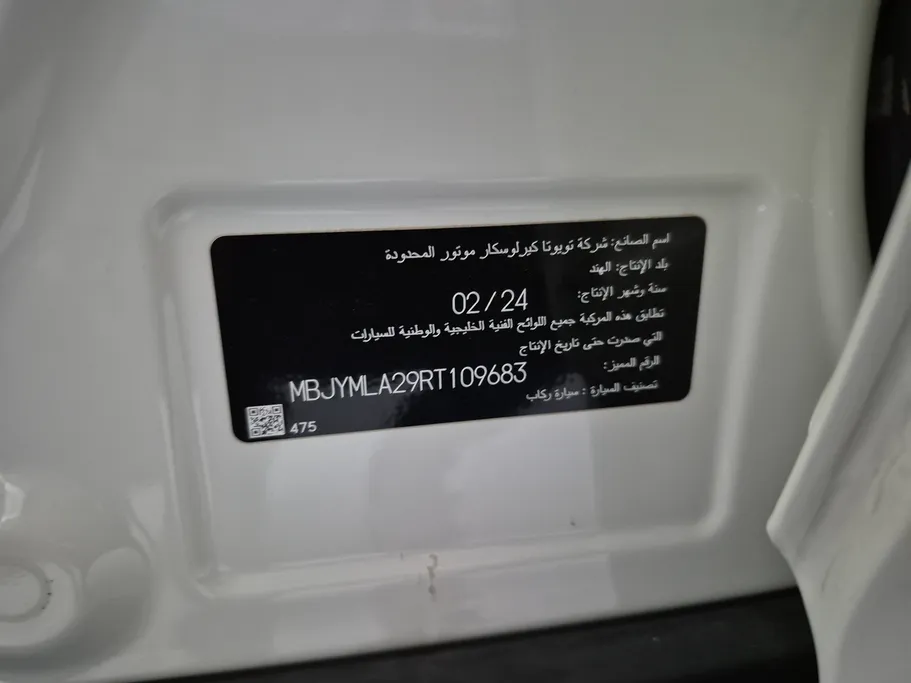 اسم الصانع: شركة تويوتا كيرلوسكار موتور المحدودة
بلد الإنتاج: الهند
سنة وشهر الإنتاج: 02/24
تطابق هذه المركبة جميع اللوائح الفنية الخليجية والوطنية للسيارات
التي صدرت حتى تاريخ الإنتاج
الرقم المميز: MBJYMLA29RT109683
تصنيف السيارة : سيارة ركاب
475